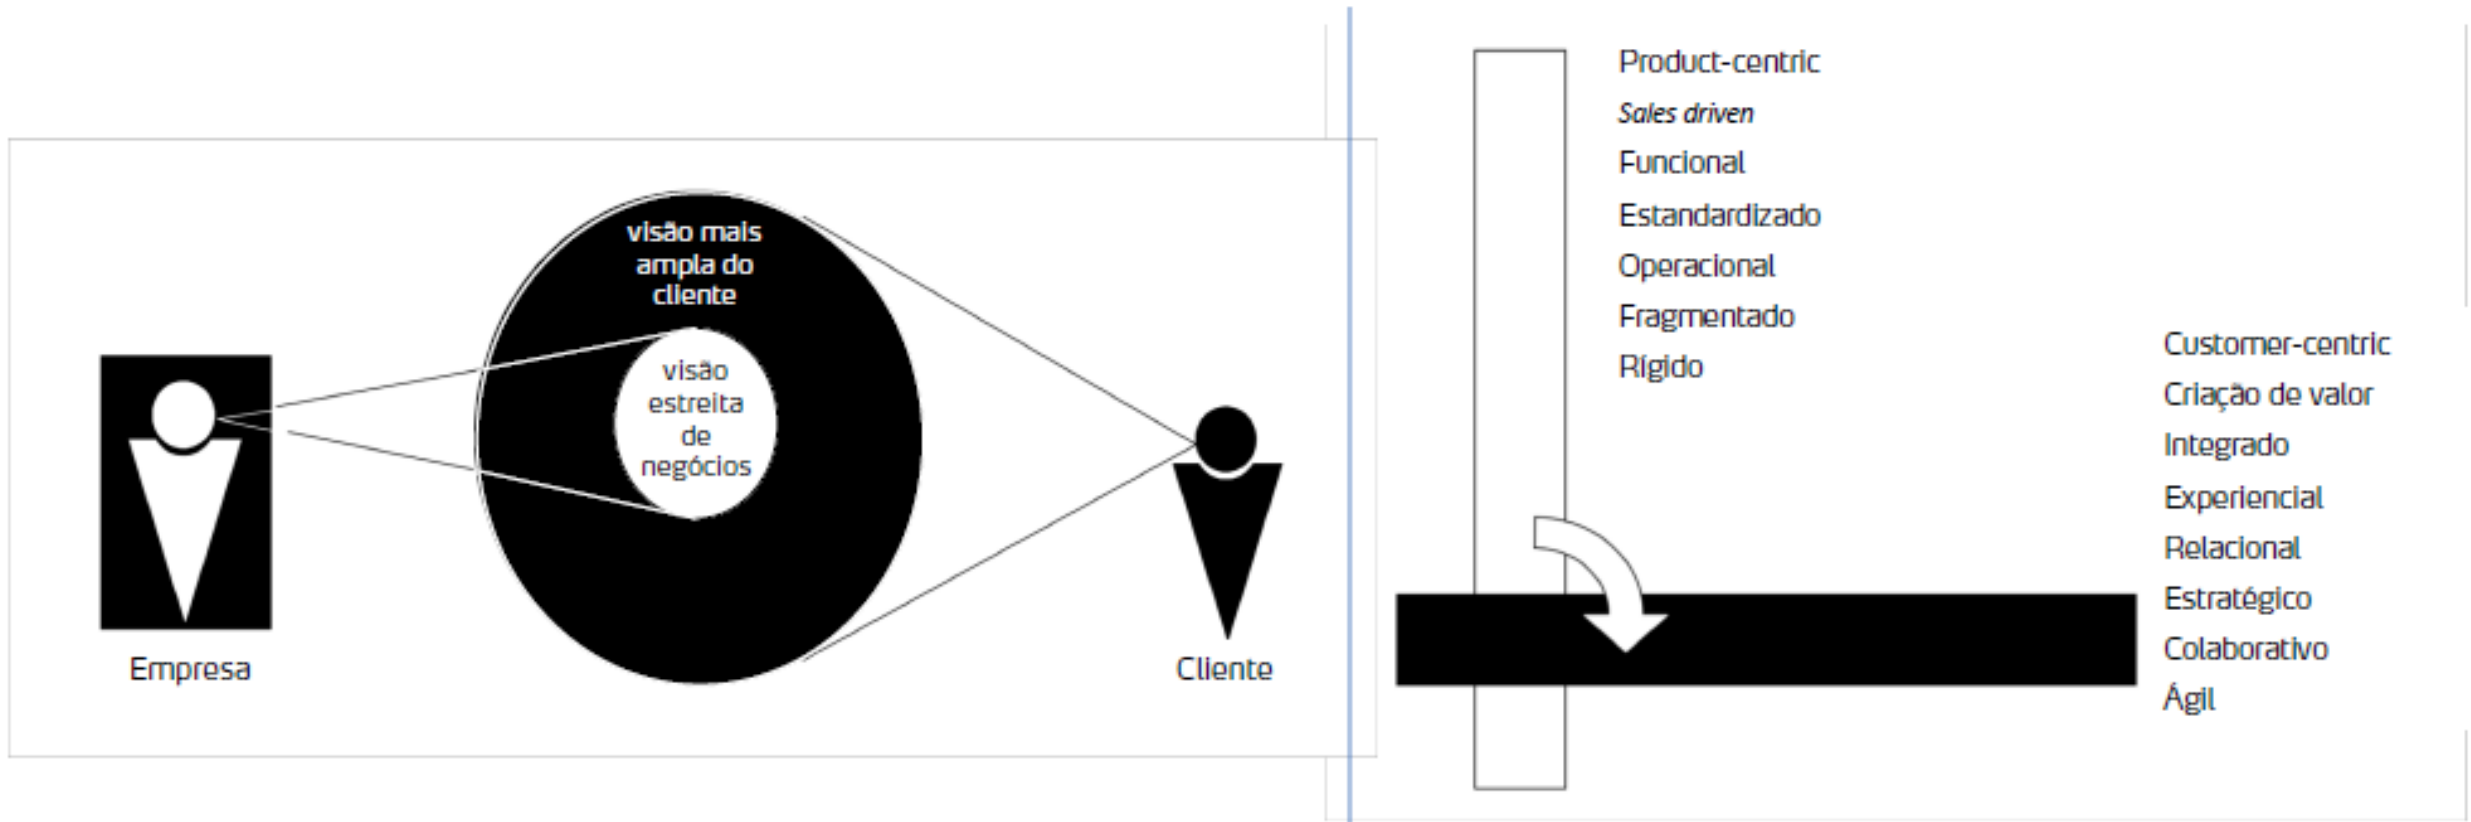 visão mais
ampla do
cliente
visão
estreita
de
negócios
Empresa
Cliente
Product-centric
Sales driven
Funcional
Estandardizado
Operacional
Fragmentado
Rígido
Customer-centric
Criação de valor
Integrado
Experiencial
Relacional
Estratégico
Colaborativo
Ágil